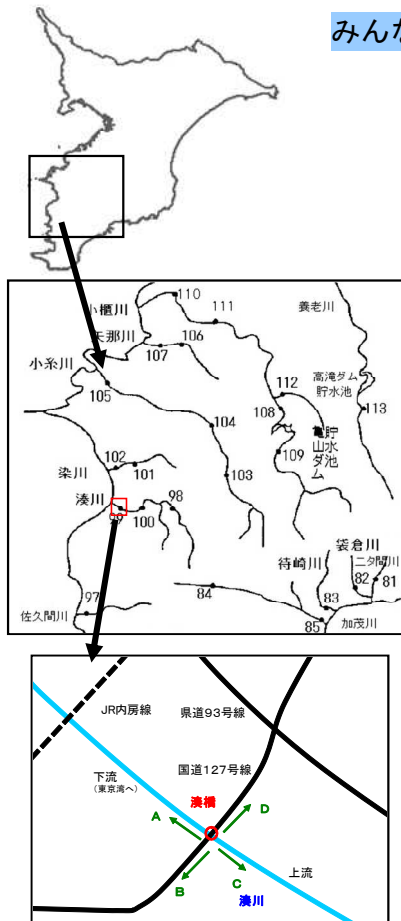 みんな
小櫃川
110
111
養老川
矢那川
106
107
小糸川
高滝ダム
貯水池
112
105
108
113
104
亀山ダム
貯水池
109
102
101
103
染川
湊川
98
99
100
袋倉川
待崎川
二タ間川
97
84
82
81
83
佐久間川
85
加茂川
JR内房線
県道93号線
下流
(東京湾へ)
国道127号線
湊橋
A
D
上流
B
C
湊川